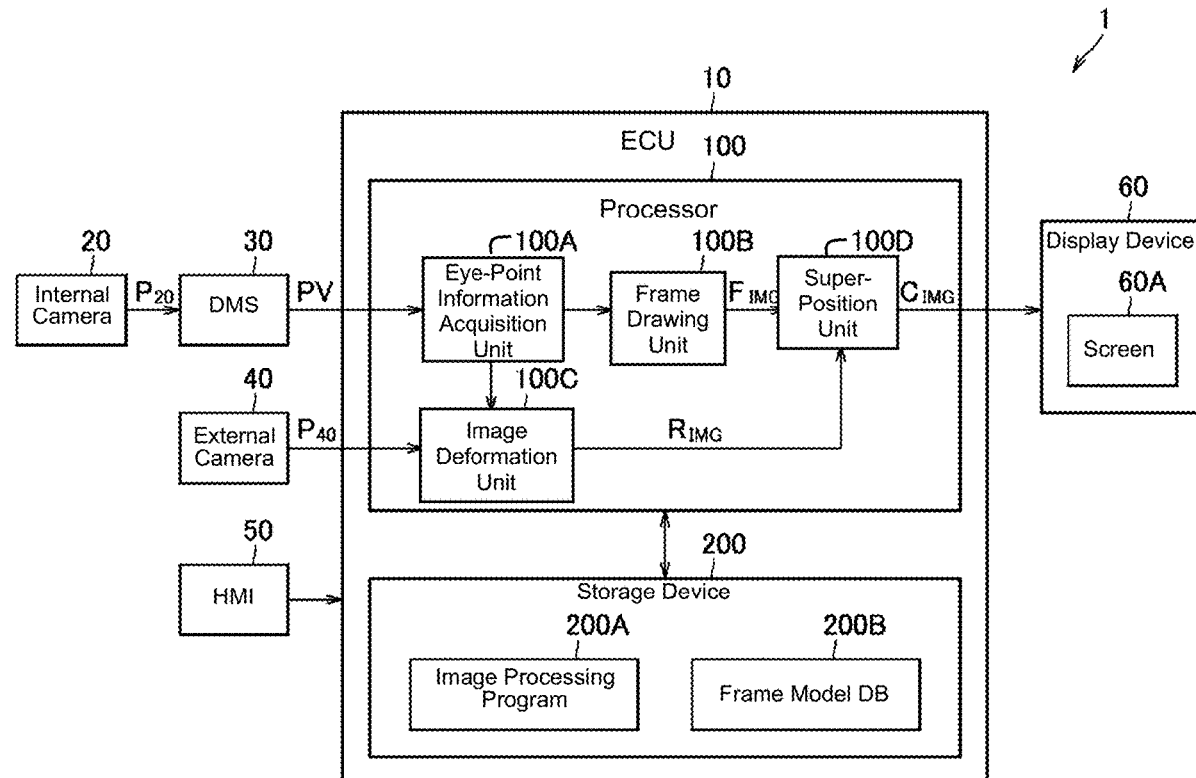 1
10
ECU
100
Processor
20
Internal
Camera
P20
30
DMS
PV
100A
Eye-Point
Information
Acquisition
Unit
100B
Frame
Drawing
Unit
FIMG
100D
Super-
Position
Unit
CIMG
60
Display Device
60A
Screen
40
External
Camera
P40
100C
Image
Deformation
Unit
RIMG
50
HMI
200
Storage Device
200A
Image Processing
Program
200B
Frame Model DB